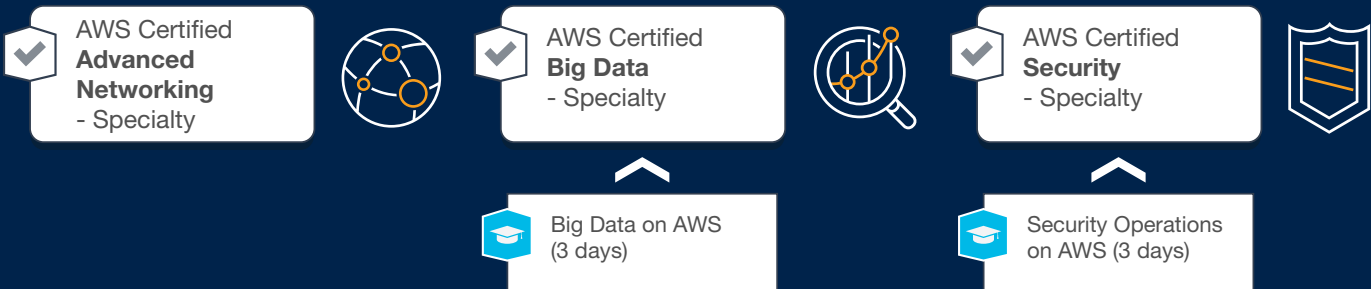 AWS Certified
Advanced
Networking
- Specialty
AWS Certified
Big Data
- Specialty
AWS Certified
Security
- Specialty
Big Data on AWS
(3 days)
Security Operations
on AWS (3 days)